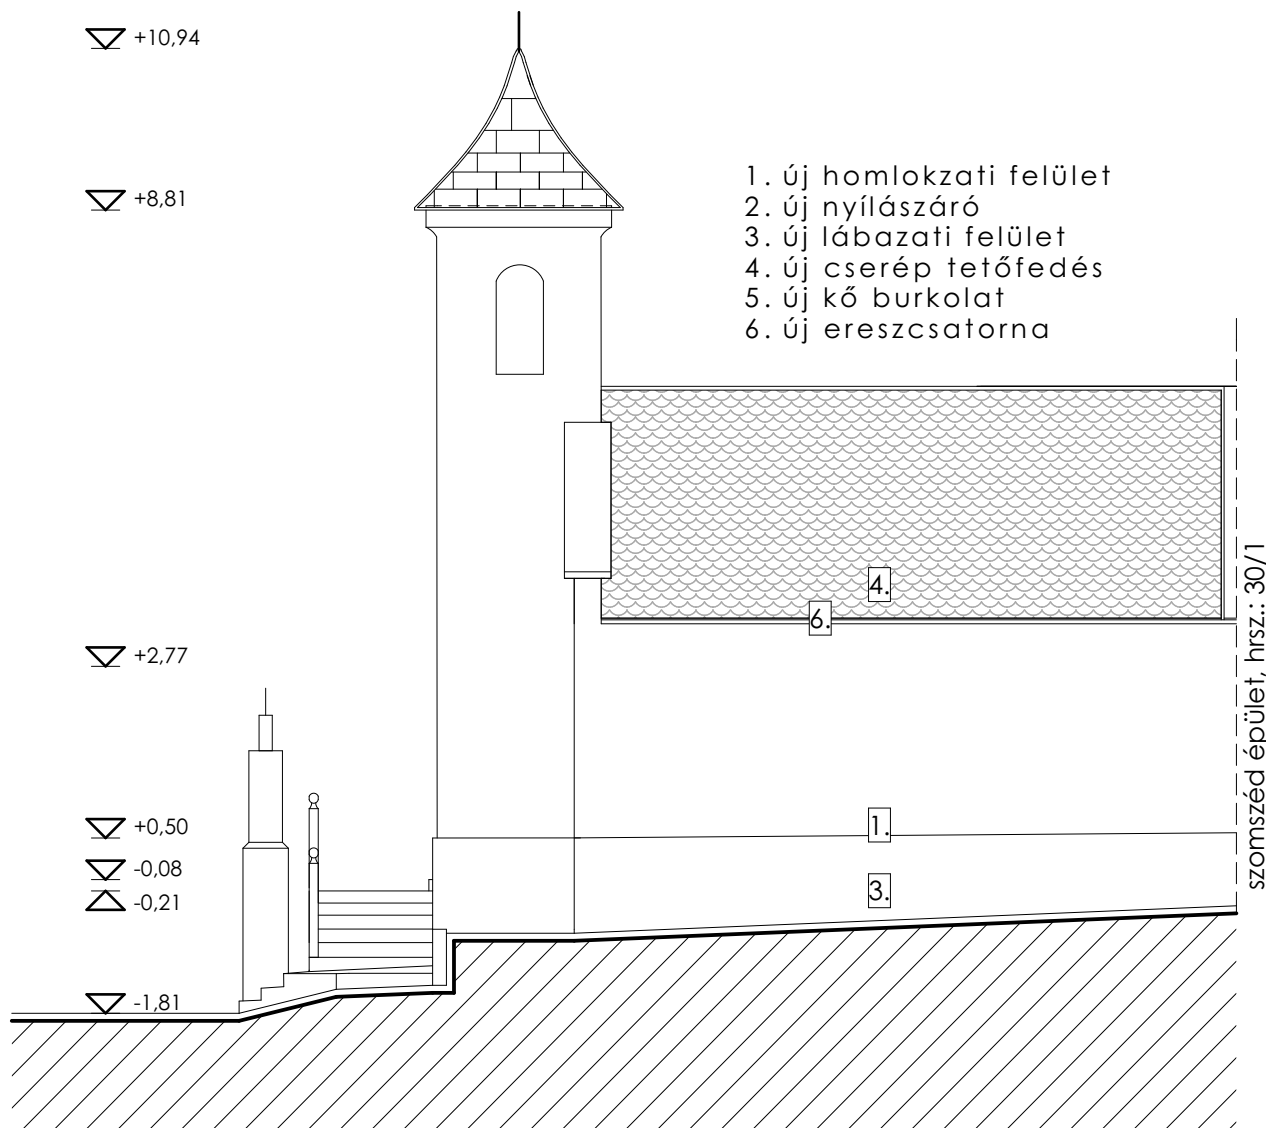 +10,94
+8,81
1. új homlokzati felület
2. új nyílászáró
3. új lábazati felület
4. új cserép tetőfedés
5. új kő burkolat
6. új ereszcsatorna
4.
6.
szomszéd épület, hrsz.: 30/1
+2,77
+0,50
1.
-0,08
3.
-0,21
-1,81